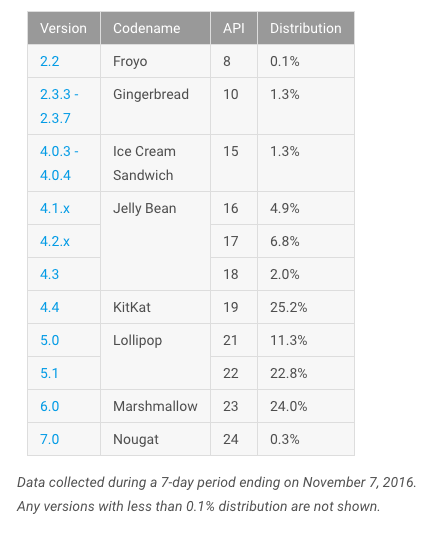 Version Codename API Distribution
2.2 Froyo 8 0.1%
2.3.3 - Gingerbread 10 1.3%
2.3.7
4.0.3 - Ice Cream 15 1.3%
4.0.4 Sandwich
4.1.x Jelly Bean 16 4.9%
4.2.x 17 6.8%
4.3 18 2.0%
4.4 KitKat 19 25.2%
5.0 Lollipop 21 11.3%
5.1 22 22.8%
6.0 Marshmallow 23 24.0%
7.0 Nougat 24 0.3%
Data collected during a 7-day period ending on November 7, 2016.
Any versions with less than 0.1% distribution are not shown.